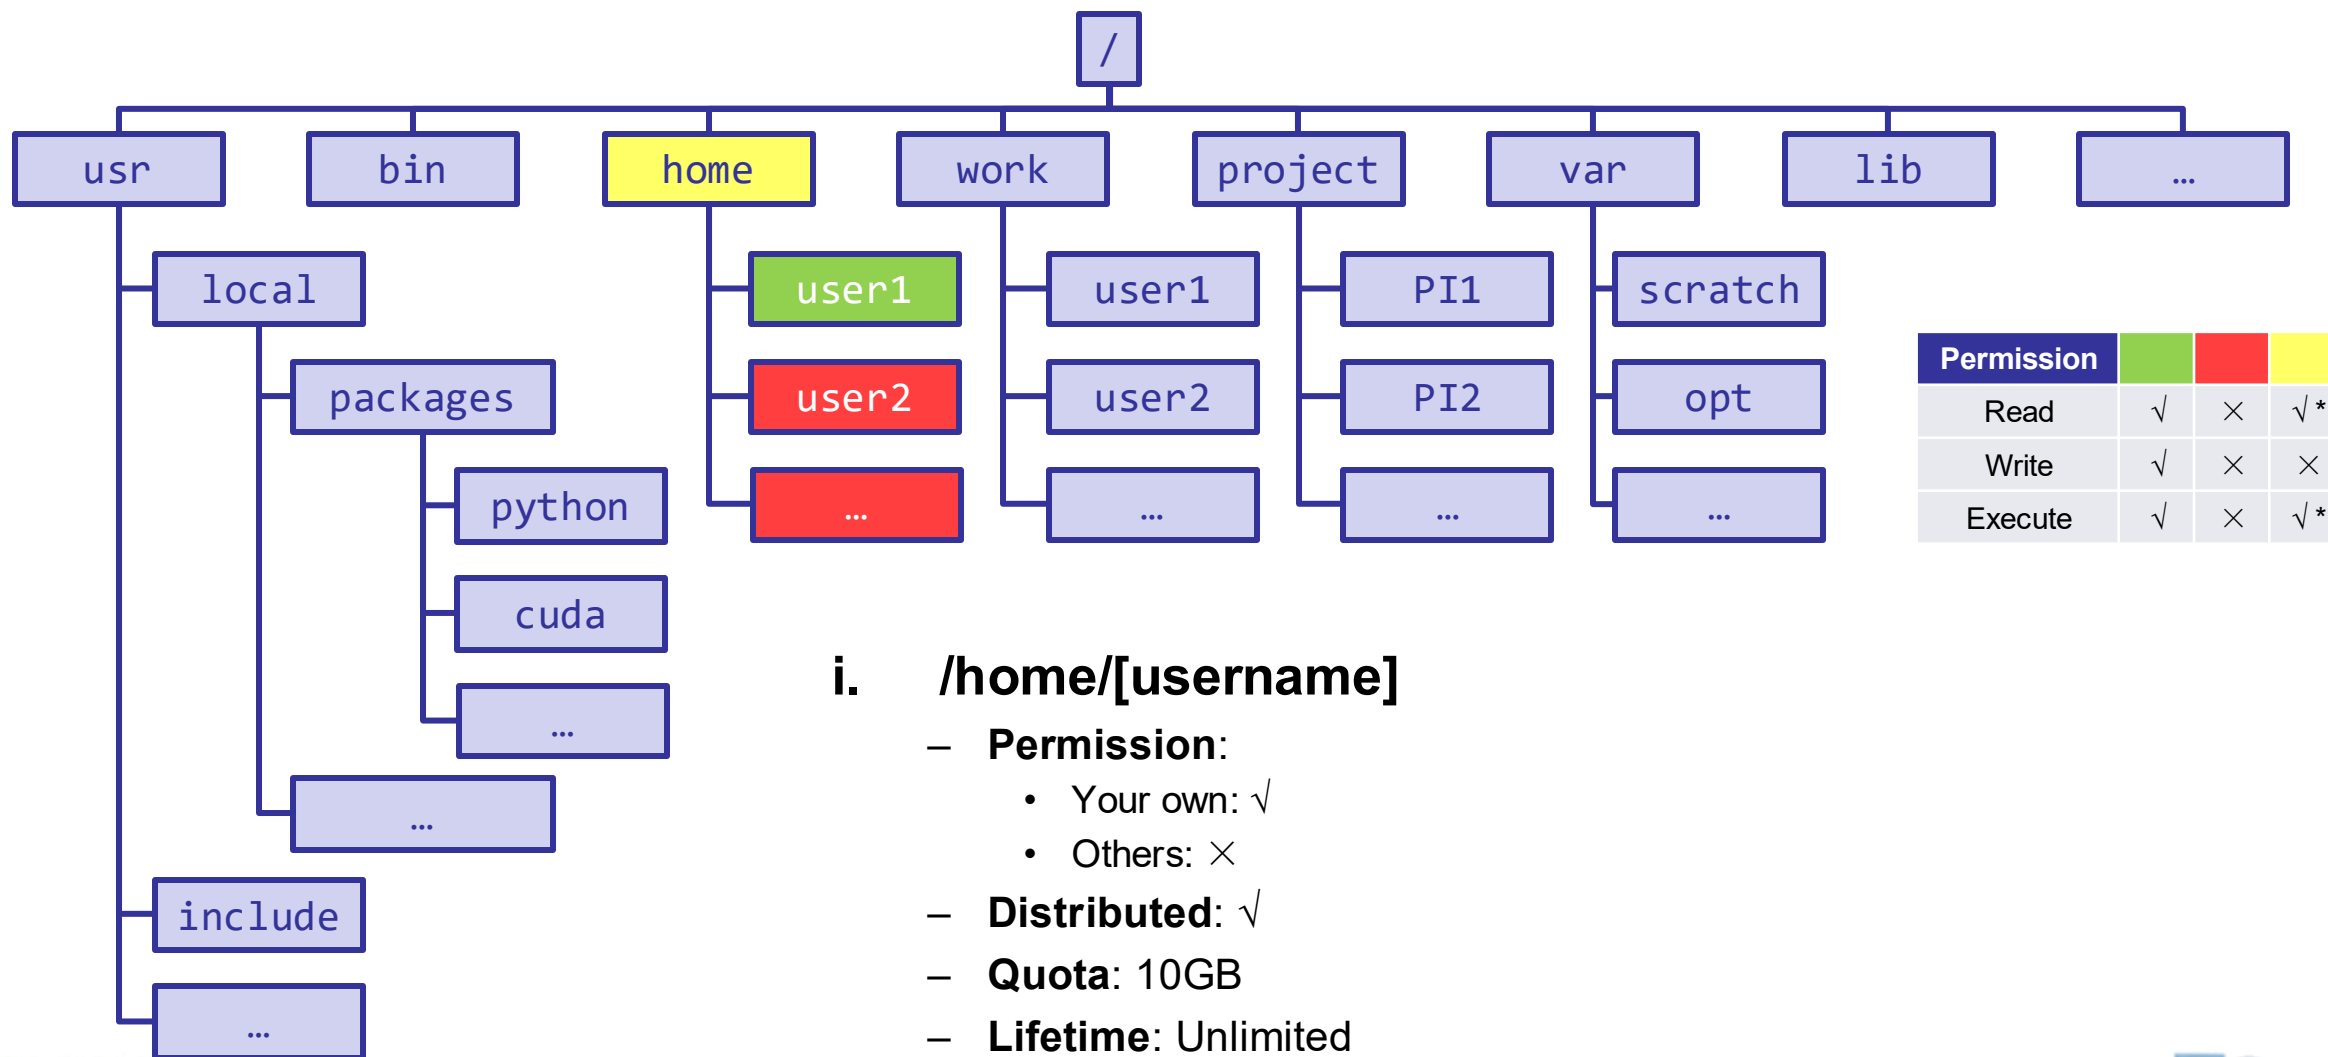 /
usr bin home work project var lib …
local user1 user1 PI1 scratch
Permission
packages user2 user2 PI2 opt
Read √ × √*
Write √ × ×
python … … … …
Execute √ × √*
cuda
i. /home/[username]
…
– Permission:
• Your own: √
…
• Others: ×
include
– Distributed: √
– Quota: 10GB
…
– Lifetime: Unlimited